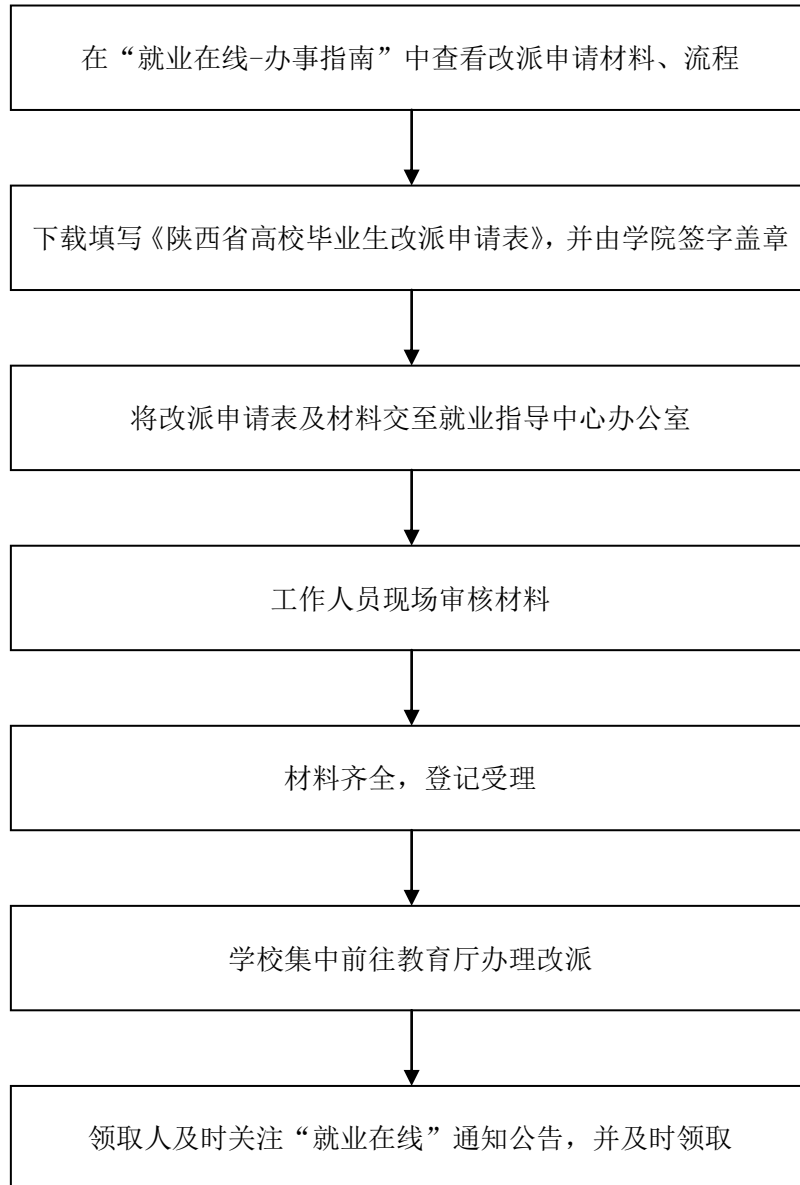 在“就业在线-办事指南”中查看改派申请材料、流程
下载填写《陕西省高校毕业生改派申请表》，并由学院签字盖章
将改派申请表及材料交至就业指导中心办公室
工作人员现场审核材料
材料齐全，登记受理
学校集中前往教育厅办理改派
领取人及时关注“就业在线”通知公告，并及时领取